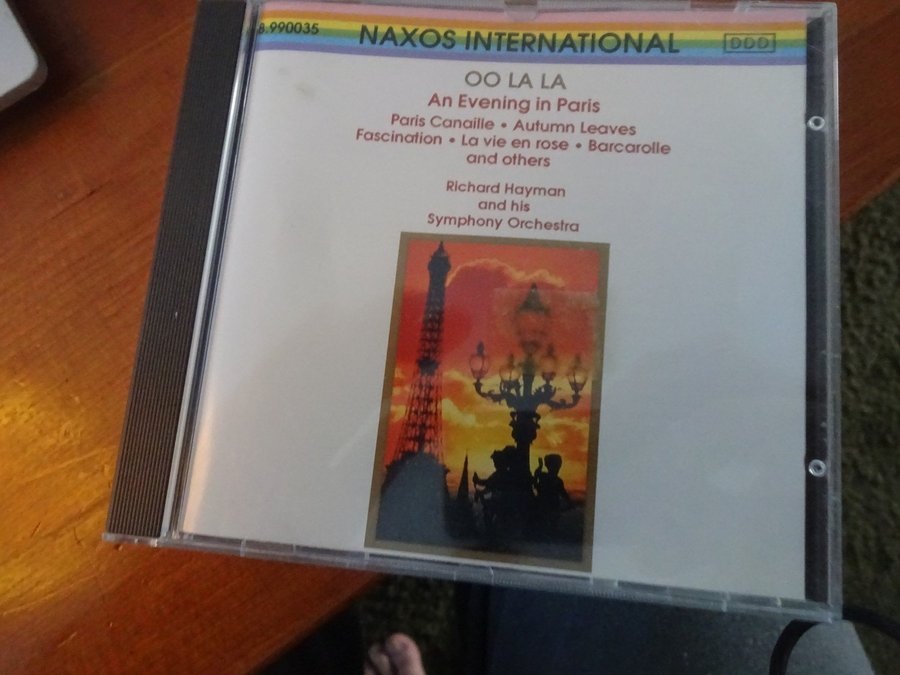 8.990035
NAXOS INTERNATIONAL
DDD
OO LA LA
An Evening in Paris
Paris Canaille • Autumn Leaves
Fascination • La vie en rose • Barcarolle
and others
Richard Hayman
and his
Symphony Orchestra